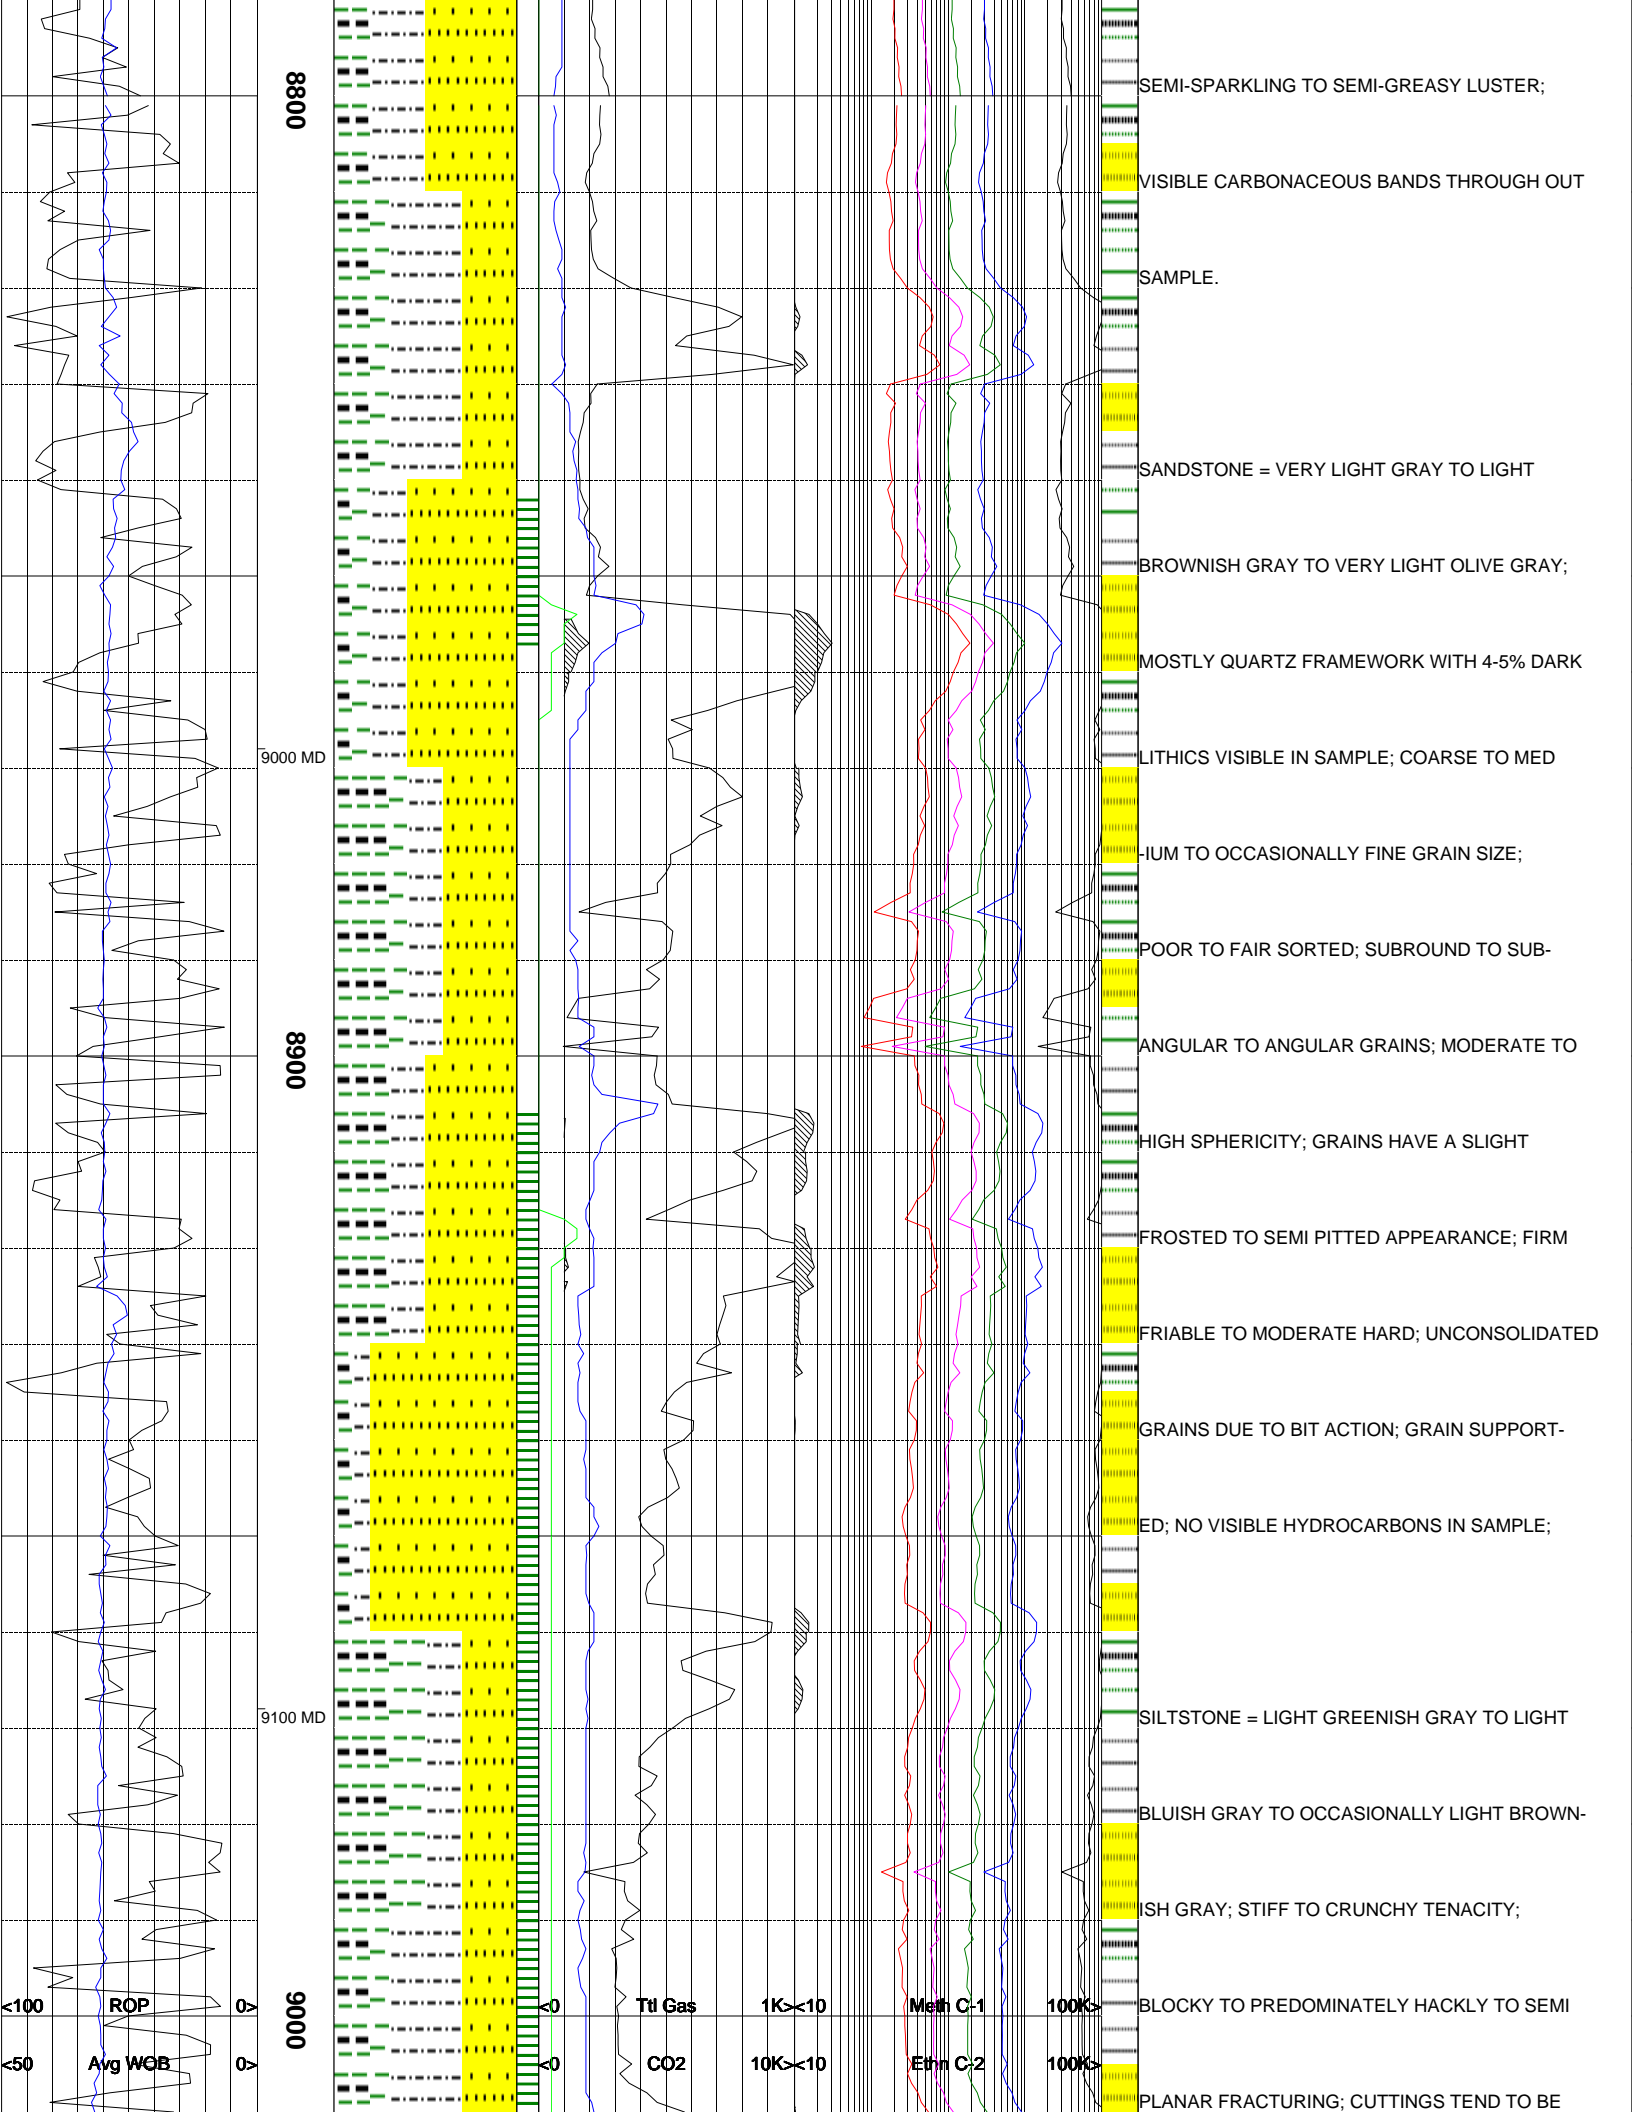 8800
SEMI-SPARKLING TO SEMI-GREASY LUSTER;
VISIBLE CARBONACEOUS BANDS THROUGH OUT
SAMPLE.
SANDSTONE = VERY LIGHT GRAY TO LIGHT
BROWNISH GRAY TO VERY LIGHT OLIVE GRAY;
MOSTLY QUARTZ FRAMEWORK WITH 4-5% DARK
9000 MD
LITHICS VISIBLE IN SAMPLE; COARSE TO MED
-IUM TO OCCASIONALLY FINE GRAIN SIZE;
POOR TO FAIR SORTED; SUBROUND TO SUB-
8900
ANGULAR TO ANGULAR GRAINS; MODERATE TO
HIGH SPHERICITY; GRAINS HAVE A SLIGHT
FROSTED TO SEMI PITTED APPEARANCE; FIRM
FRIABLE TO MODERATE HARD; UNCONSOLIDATED
GRAINS DUE TO BIT ACTION; GRAIN SUPPORT-
ED; NO VISIBLE HYDROCARBONS IN SAMPLE;
9100 MD
SILTSTONE = LIGHT GREENISH GRAY TO LIGHT
BLUISH GRAY TO OCCASIONALLY LIGHT BROWN-
ISH GRAY; STIFF TO CRUNCHY TENACITY;
<100 ROP 0> <0 Ttl Gas 1K> <10 Meth C-1 100K>
BLOCKY TO PREDOMINATELY HACKLY TO SEMI
9000
<50 Avg WOB 0> <0 CO2 10K> <10 Ethn C-2 100K>
PLANAR FRACTURING; CUTTINGS TEND TO BE